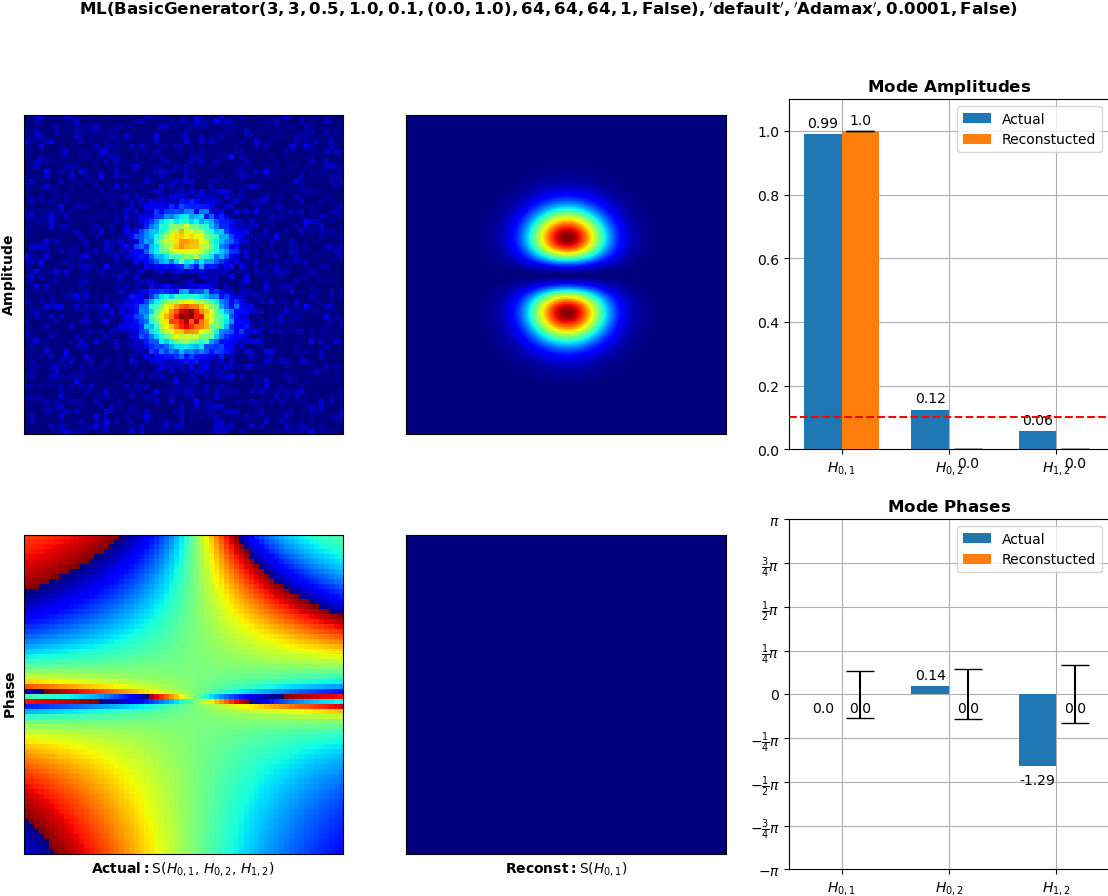 ML(BasicGenerator(3, 3, 0.5, 1.0, 0.1, (0.0, 1.0), 64, 64, 64, 1, False), ′default′, ′Adamax′, 0.0001, False)
Amplitude
Mode Amplitudes
Actual
Reconstucted
1.0
0.8
0.6
0.4
0.2
0.0
0.99
1.0
0.12
0.0
0.06
0.0
H0,1
H0,2
H1,2
Phase
Actual: S(H0,1, H0,2, H1,2)
Reconst: S(H0,1)
Mode Phases
Actual
Reconstucted
π
3/4π
1/2π
1/4π
0
−1/4π
−1/2π
−3/4π
−π
0.0
0.0
0.14
0.0
-1.29
0.0
H0,1
H0,2
H1,2